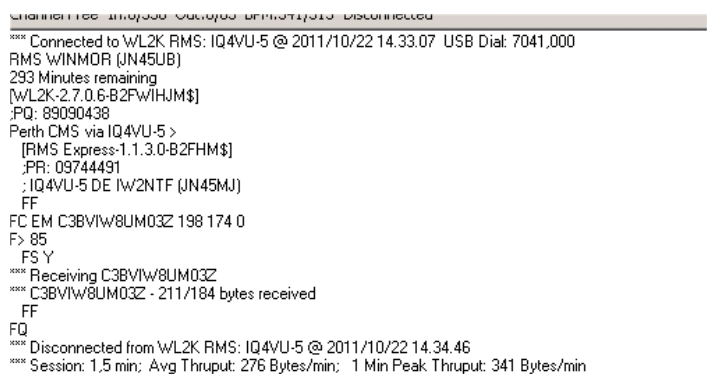 *** Connected to WL2K RMS: IQ4VU-5 @ 2011/10/22 14.33.07 USB Dial: 7041,000
RMS WINMOR (JN45UB)
293 Minutes remaining
[WL2K-2.7.0.6-B2FWIHJM$]
;PQ: 89090438
Perth CMS via IQ4VU-5 >
[RMS Express-1.1.3.0-B2FHM$]
;PR: 09744491
; IQ4VU-5 DE IW2NTF (JN45MJ)
FF
FC EM C3BVIW8UM03Z 198 174 0
F> 85
FS Y
*** Receiving C3BVIW8UM03Z
*** C3BVIW8UM03Z - 211/184 bytes received
FF
FQ
*** Disconnected from WL2K RMS: IQ4VU-5 @ 2011/10/22 14.34.46
*** Session: 1,5 min; Avg Thruput: 276 Bytes/min; 1 Min Peak Thruput: 341 Bytes/min